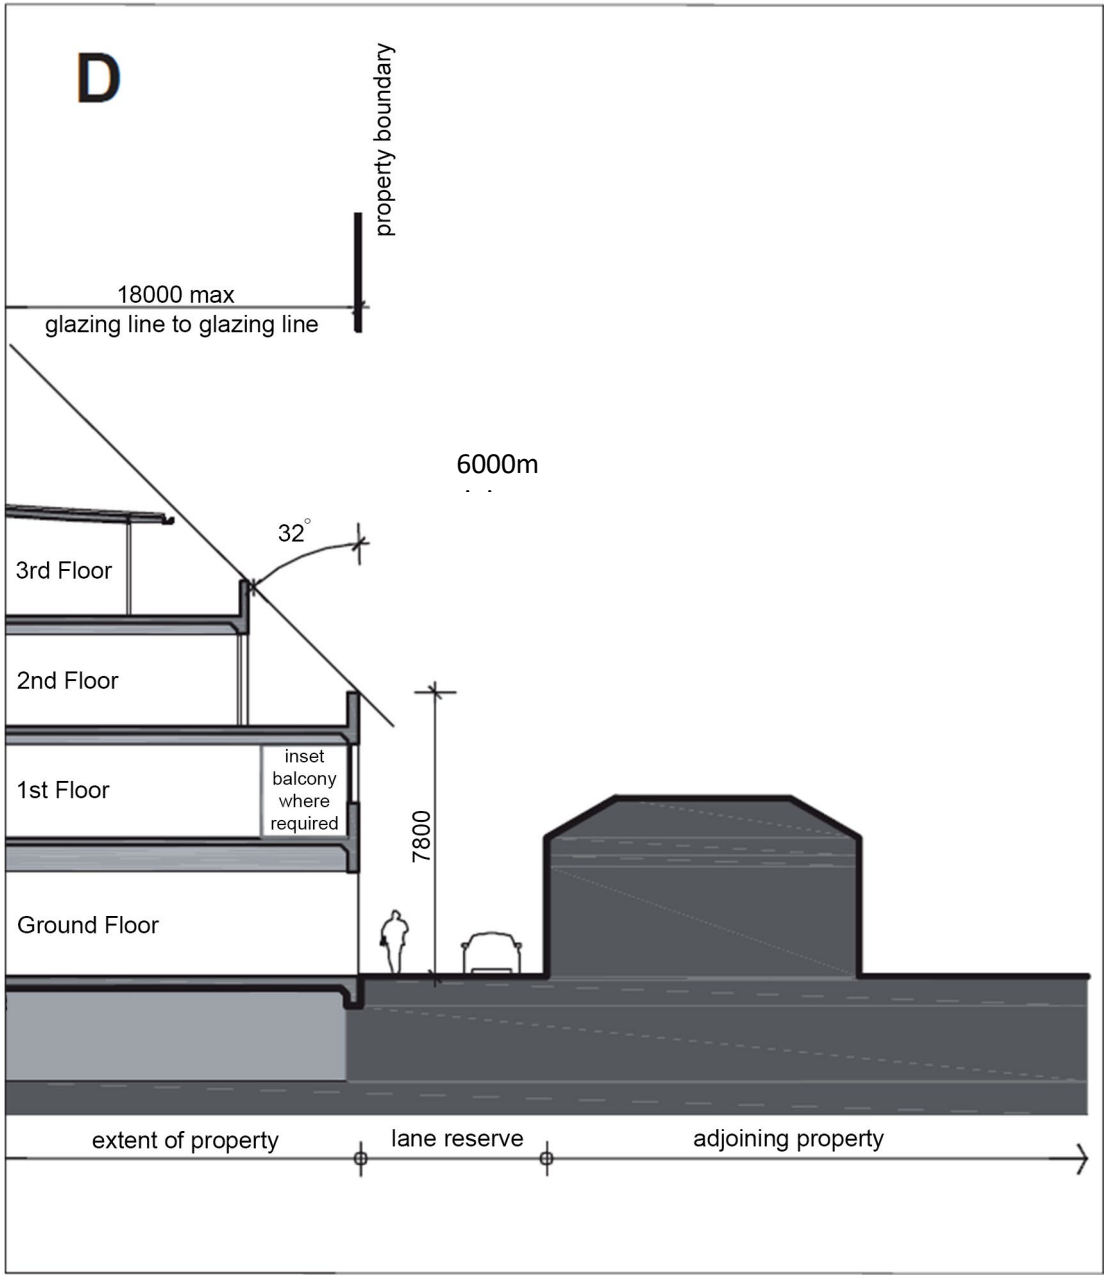 D
property boundary
18000 max
glazing line to glazing line
6000m
32°
3rd Floor
2nd Floor
1st Floor
inset
balcony
where
required
7800
Ground Floor
extent of property
lane reserve
adjoining property